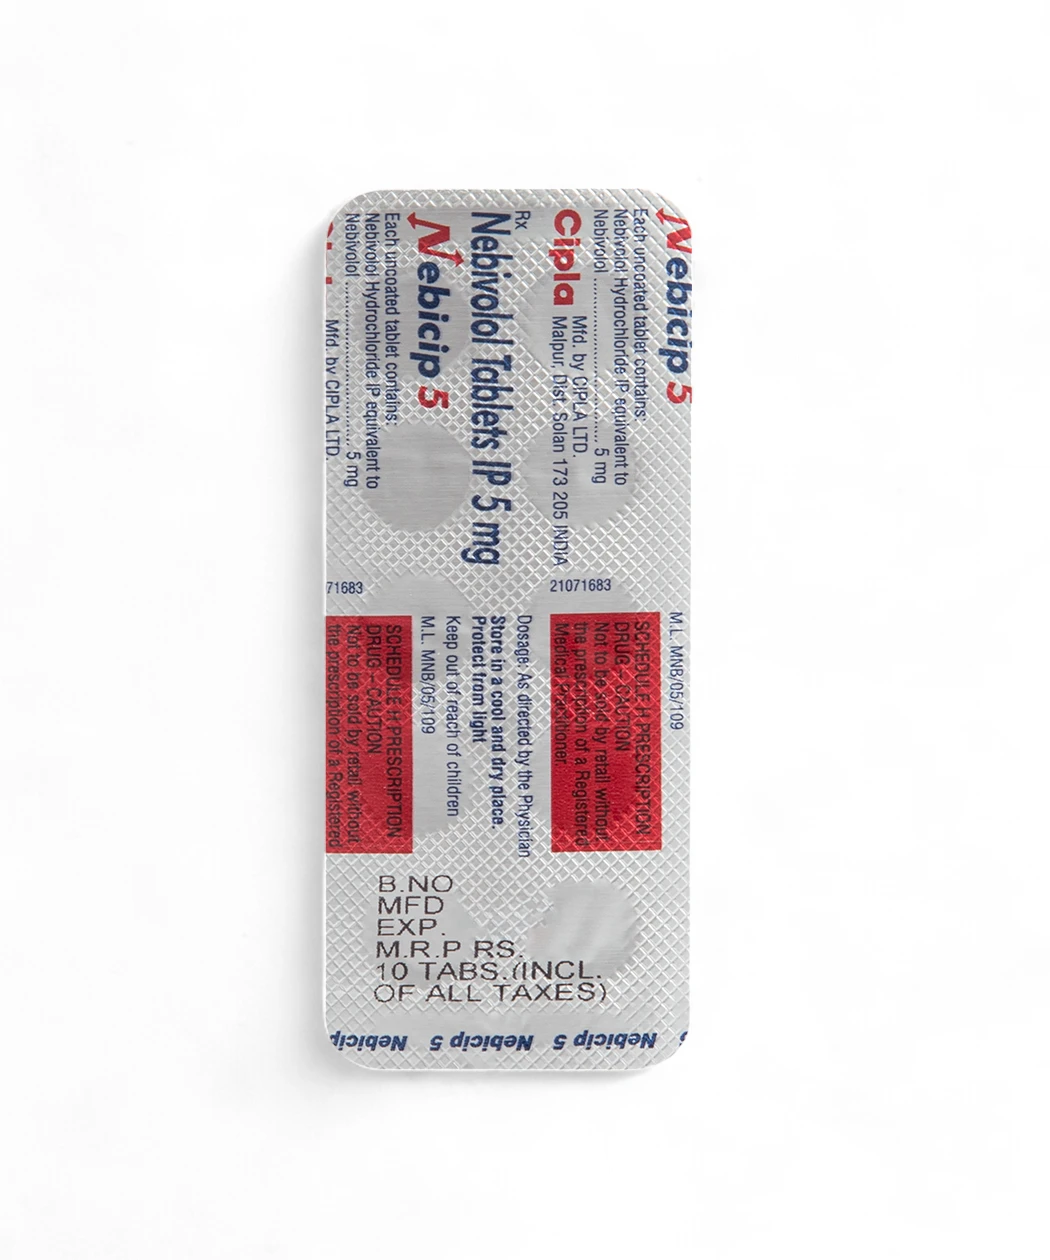 Nebicip 5
Each uncoated tablet contains:
Nebivolol Hydrochloride IP equivalent to
Nebivolol .................... 5 mg
Cipla
Mfd. by CIPLA LTD.
Malpur, Dist. Solan 173 205 INDIA
Rx
Nebivolol Tablets IP 5 mg
Nebicip 5
Each uncoated tablet contains:
Nebivolol Hydrochloride IP equivalent to
Nebivolol .................... 5 mg
Mfd. by CIPLA LTD.
71683
21071683
M.L. MNB/05/109
SCHEDULE H PRESCRIPTION
DRUG - CAUTION
Not to be sold by retail without
the prescription of a Registered
Medical Practitioner
Dosage: As directed by the Physician
Store in a cool and dry place.
Protect from light
Keep out of reach of children
M.L. MNB/05/109
SCHEDULE H PRESCRIPTION
DRUG - CAUTION
Not to be sold by retail without
the prescription of a Registered
B.NO
MFD
EXP.
M.R.P RS.
10 TABS.(INCL.
OF ALL TAXES)
Nebicip 5 Nebicip 5 Nebicip